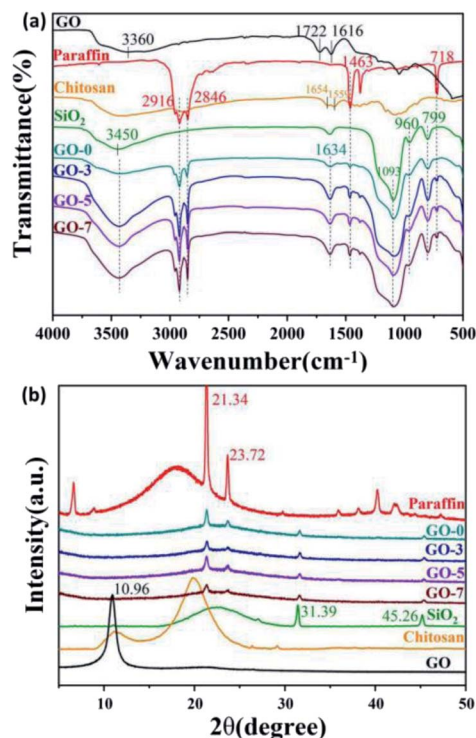 (a)
GO
3360
1722 1616
Paraffin
1463
718
Chitosan
2916
2846
1654
1559
SiO2
3450
960 799
GO-0
1634
1093
GO-3
GO-5
GO-7
Transmittance(%)
4000 3500 3000 2500 2000 1500 1000 500
Wavenumber(cm-1)
(b)
21.34
23.72
Paraffin
GO-0
GO-3
GO-5
10.96
GO-7
31.39
45.26
SiO2
Chitosan
GO
Intensity(a.u.)
10 20 30 40 50
2θ(degree)